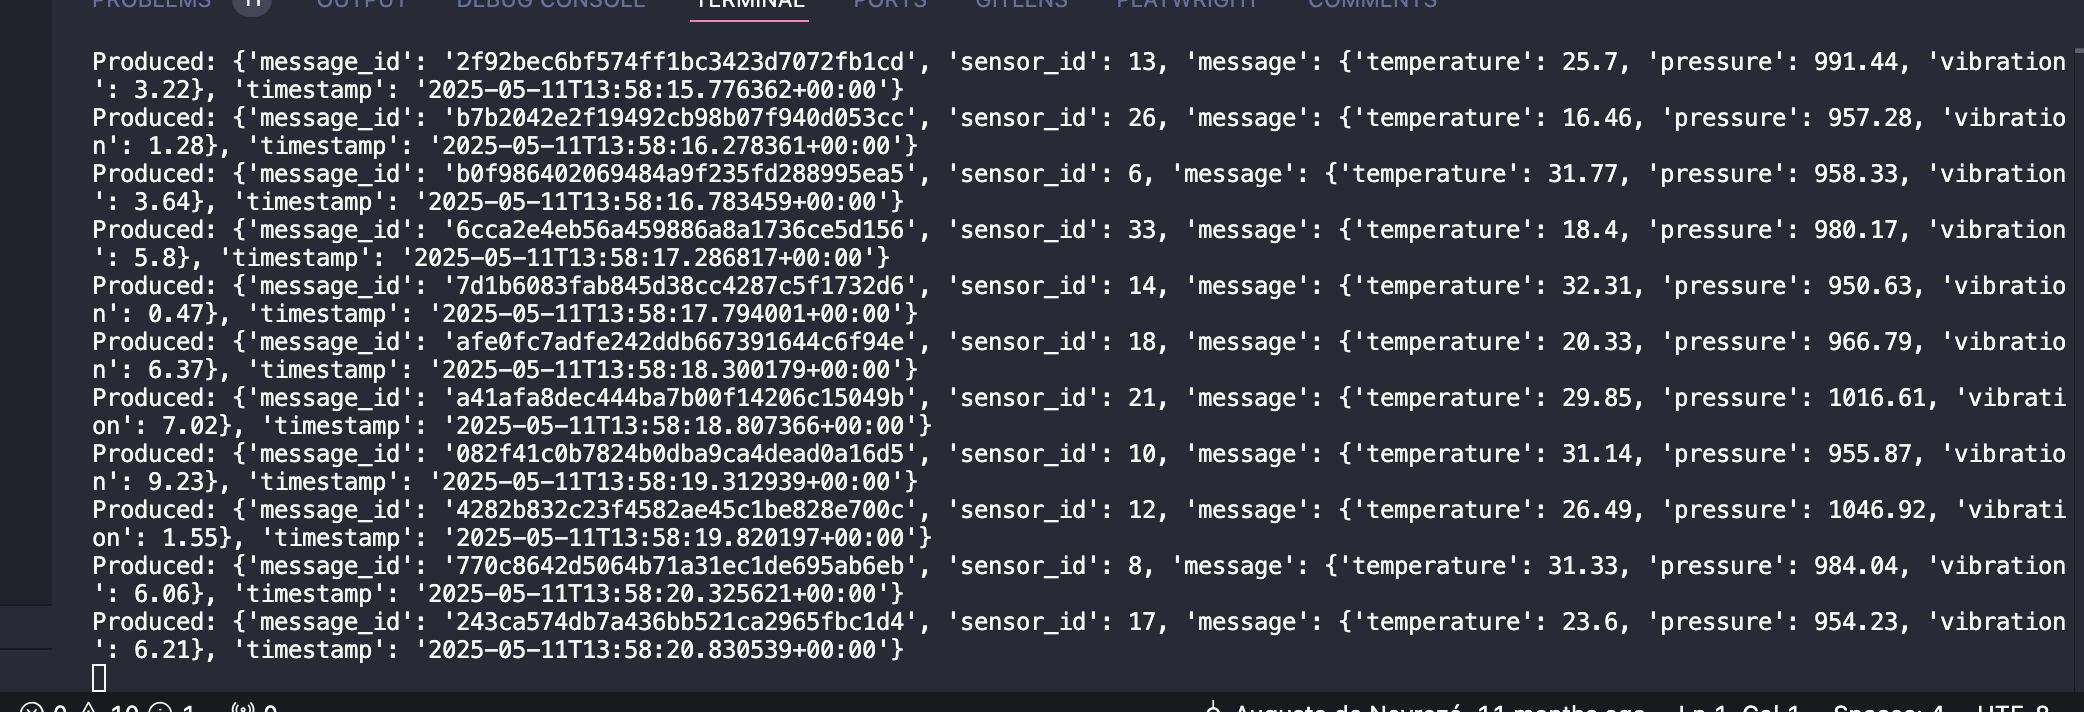 PROBLEMS 11 OUTPUT DEBUG CONSOLE TERMINAL PORTS GITLENS PLAYWRIGHT COMMENTS
Produced: {'message_id': '2f92bec6bf574ff1bc3423d7072fb1cd', 'sensor_id': 13, 'message': {'temperature': 25.7, 'pressure': 991.44, 'vibration
': 3.22}, 'timestamp': '2025-05-11T13:58:15.776362+00:00'}
Produced: {'message_id': 'b7b2042e2f19492cb98b07f940d053cc', 'sensor_id': 26, 'message': {'temperature': 16.46, 'pressure': 957.28, 'vibratio
n': 1.28}, 'timestamp': '2025-05-11T13:58:16.278361+00:00'}
Produced: {'message_id': 'b0f986402069484a9f235fd288995ea5', 'sensor_id': 6, 'message': {'temperature': 31.77, 'pressure': 958.33, 'vibration
': 3.64}, 'timestamp': '2025-05-11T13:58:16.783459+00:00'}
Produced: {'message_id': '6cca2e4eb56a459886a8a1736ce5d156', 'sensor_id': 33, 'message': {'temperature': 18.4, 'pressure': 980.17, 'vibration
': 5.8}, 'timestamp': '2025-05-11T13:58:17.286817+00:00'}
Produced: {'message_id': '7d1b6083fab845d38cc4287c5f1732d6', 'sensor_id': 14, 'message': {'temperature': 32.31, 'pressure': 950.63, 'vibratio
n': 0.47}, 'timestamp': '2025-05-11T13:58:17.794001+00:00'}
Produced: {'message_id': 'afe0fc7adfe242ddb667391644c6f94e', 'sensor_id': 18, 'message': {'temperature': 20.33, 'pressure': 966.79, 'vibratio
n': 6.37}, 'timestamp': '2025-05-11T13:58:18.300179+00:00'}
Produced: {'message_id': 'a41afa8dec444ba7b00f14206c15049b', 'sensor_id': 21, 'message': {'temperature': 29.85, 'pressure': 1016.61, 'vibrati
on': 7.02}, 'timestamp': '2025-05-11T13:58:18.807366+00:00'}
Produced: {'message_id': '082f41c0b7824b0dba9ca4dead0a16d5', 'sensor_id': 10, 'message': {'temperature': 31.14, 'pressure': 955.87, 'vibratio
n': 9.23}, 'timestamp': '2025-05-11T13:58:19.312939+00:00'}
Produced: {'message_id': '4282b832c23f4582ae45c1be828e700c', 'sensor_id': 12, 'message': {'temperature': 26.49, 'pressure': 1046.92, 'vibrati
on': 1.55}, 'timestamp': '2025-05-11T13:58:19.820197+00:00'}
Produced: {'message_id': '770c8642d5064b71a31ec1de695ab6eb', 'sensor_id': 8, 'message': {'temperature': 31.33, 'pressure': 984.04, 'vibration
': 6.06}, 'timestamp': '2025-05-11T13:58:20.325621+00:00'}
Produced: {'message_id': '243ca574db7a436bb521ca2965fbc1d4', 'sensor_id': 17, 'message': {'temperature': 23.6, 'pressure': 954.23, 'vibration
': 6.21}, 'timestamp': '2025-05-11T13:58:20.830539+00:00'}
0 10 1 0 Augusto de Nevrezé, 11 months ago Ln 1, Col 1 Spaces: 4 UTF-8